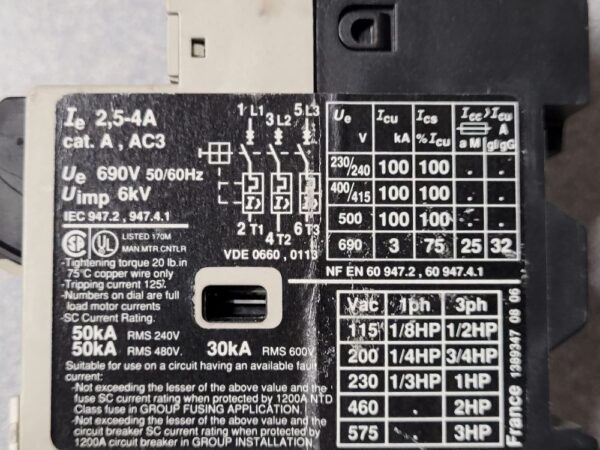 Ie 2,5-4A
cat. A , AC3
Ue 690V 50/60Hz
Uimp 6kV
IEC 947.2 , 947.4.1
SA UL LISTED 170M
MAN.MTR.CNTLR
-Tightening torque 20 lb.in
75°C copper wire only
-Tripping current 125%
-Numbers on dial are full
load motor currents
-SC Current Rating.
50kA RMS 240V
50kA RMS 480V. 30kA RMS 600V
Suitable for use on a circuit having an available fault
current:
-Not exceeding the lesser of the above value and the
fuse SC current rating when protected by 1200A NTD
Class fuse in GROUP FUSING APPLICATION.
-Not exceeding the lesser of the above value and the
circuit breaker SC current rating when protected by
1200A circuit breaker in GROUP INSTALLATION.
1 L1 3 L2 5 L3
I> I> I>
2 T1 4 T2 6 T3
VDE 0660 , 0113
Ue Icu Ics Icc>Icu
V kA %Icu A
aM gI/gG
230/240 100 100 . .
400/415 100 100 . .
500 100 100 . .
690 3 75 25 32
NF EN 60 947.2 , 60 947.4.1
Vac 1ph 3ph
115 1/8HP 1/2HP
200 1/4HP 3/4HP
230 1/3HP 1HP
460 . 2HP
575 . 3HP
France 1389347 08 06